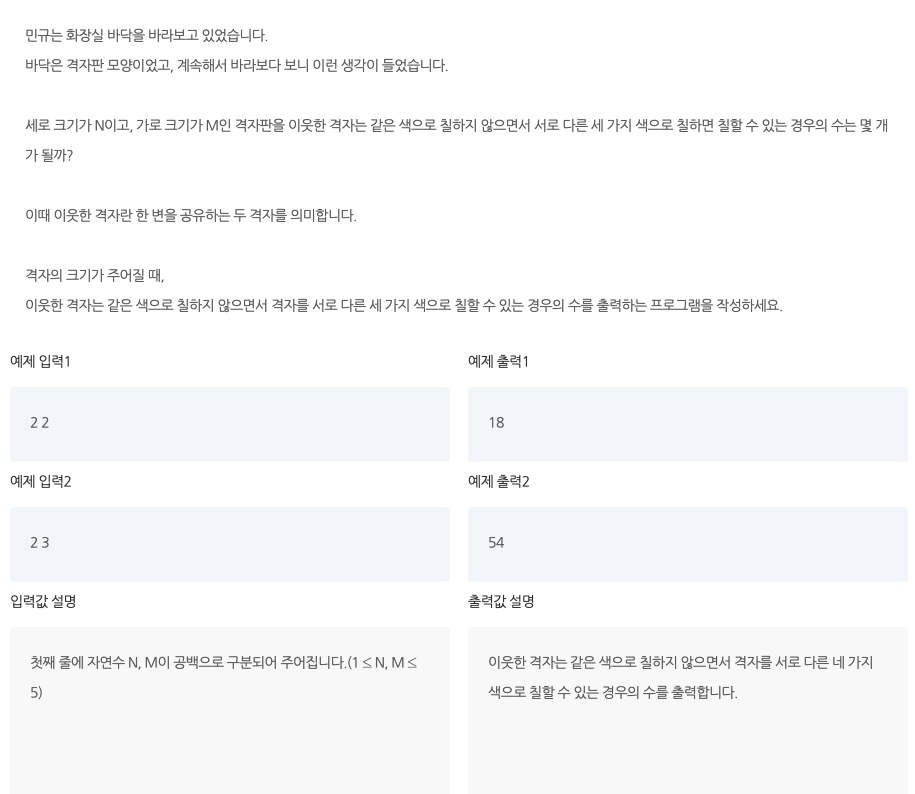 민규는 화장실 바닥을 바라보고 있었습니다.
바닥은 격자판 모양이었고, 계속해서 바라보다 보니 이런 생각이 들었습니다.
세로 크기가 N이고, 가로 크기가 M인 격자판을 이웃한 격자는 같은 색으로 칠하지 않으면서 서로 다른 세 가지 색으로 칠하면 칠할 수 있는 경우의 수는 몇 개
가 될까?
이때 이웃한 격자란 한 변을 공유하는 두 격자를 의미합니다.
격자의 크기가 주어질 때,
이웃한 격자는 같은 색으로 칠하지 않으면서 격자를 서로 다른 세 가지 색으로 칠할 수 있는 경우의 수를 출력하는 프로그램을 작성하세요.
예제 입력1
예제 출력1
2 2
18
예제 입력2
예제 출력2
2 3
54
입력값 설명
출력값 설명
첫째 줄에 자연수 N, M이 공백으로 구분되어 주어집니다.(1 ≤ N, M ≤
5)
이웃한 격자는 같은 색으로 칠하지 않으면서 격자를 서로 다른 네 가지
색으로 칠할 수 있는 경우의 수를 출력합니다.